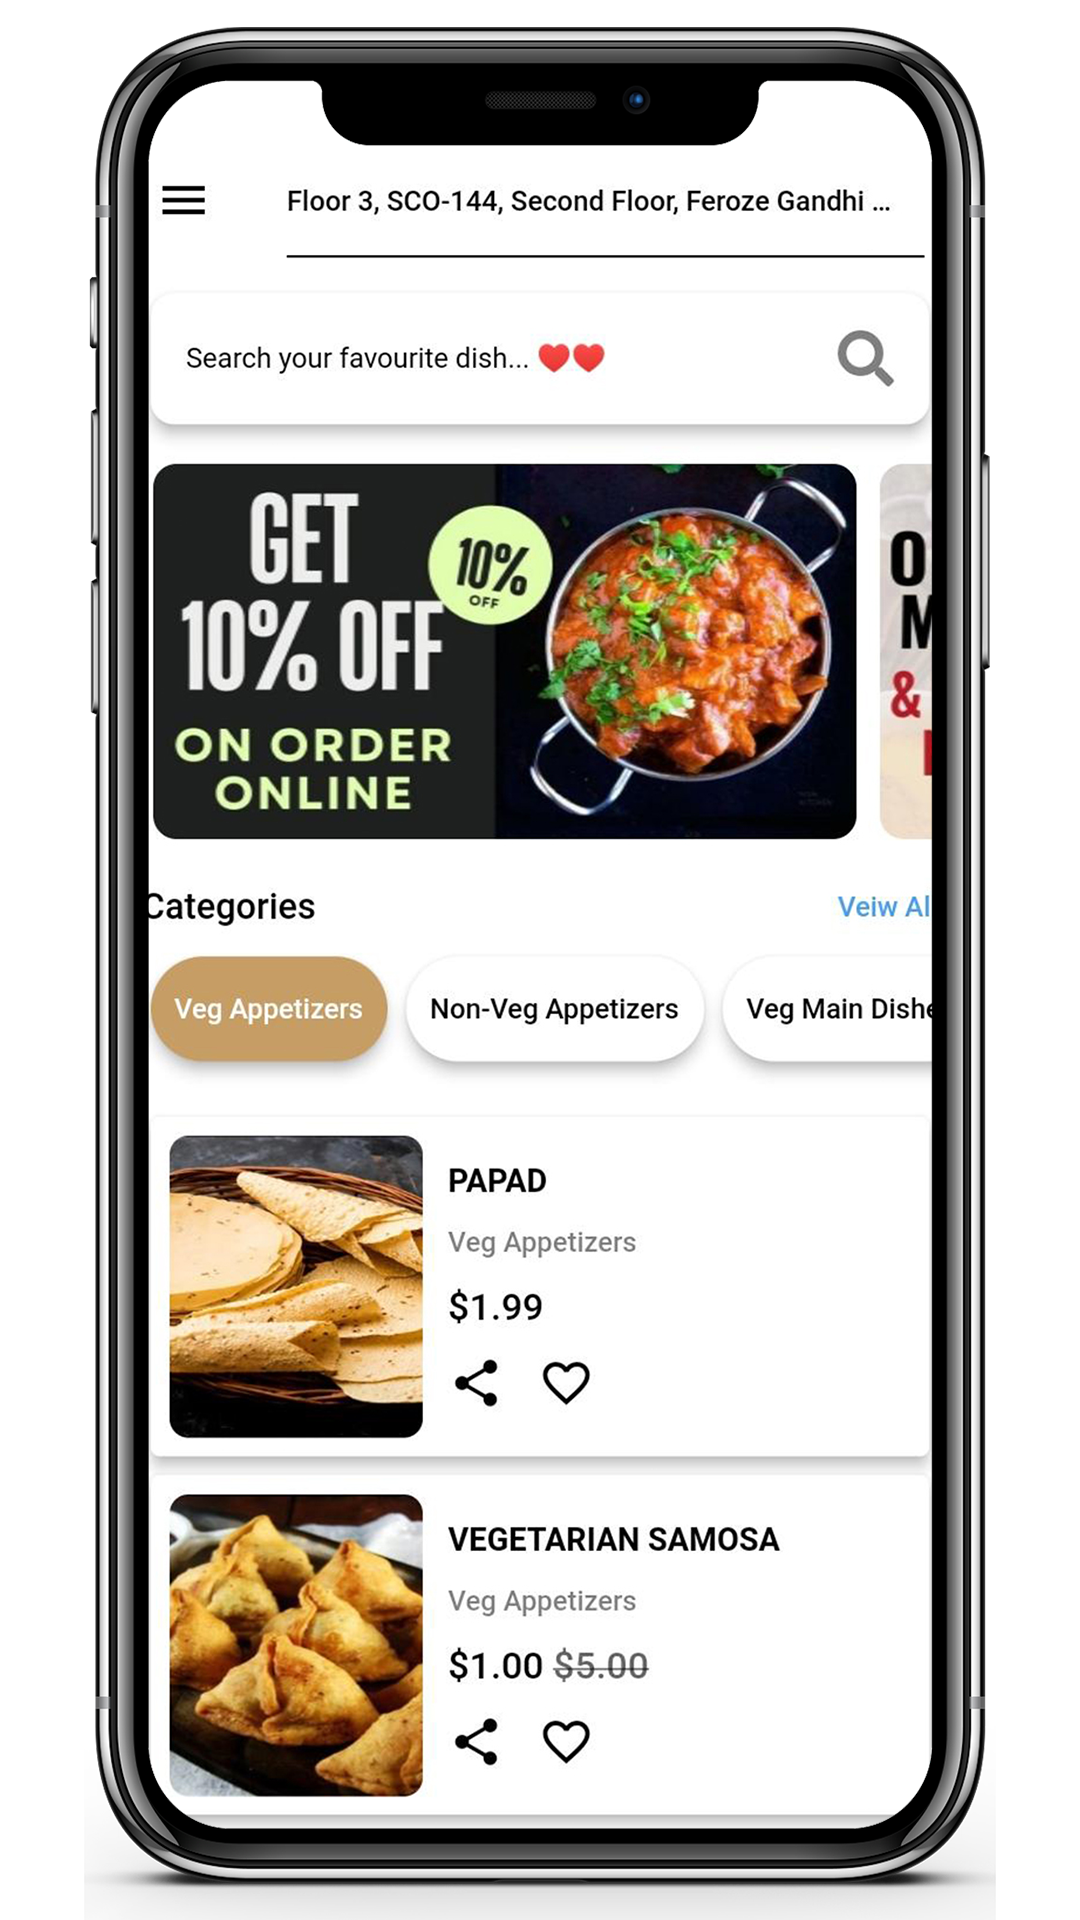 Floor 3, SCO-144, Second Floor, Feroze Gandhi ...
Search your favourite dish... ❤️❤️
GET
10% OFF
ON ORDER
ONLINE
10%
OFF
O
M
&
Categories
Veiw Al
Veg Appetizers
Non-Veg Appetizers
Veg Main Dishe
PAPAD
Veg Appetizers
$1.99
VEGETARIAN SAMOSA
Veg Appetizers
$1.00 $5.00